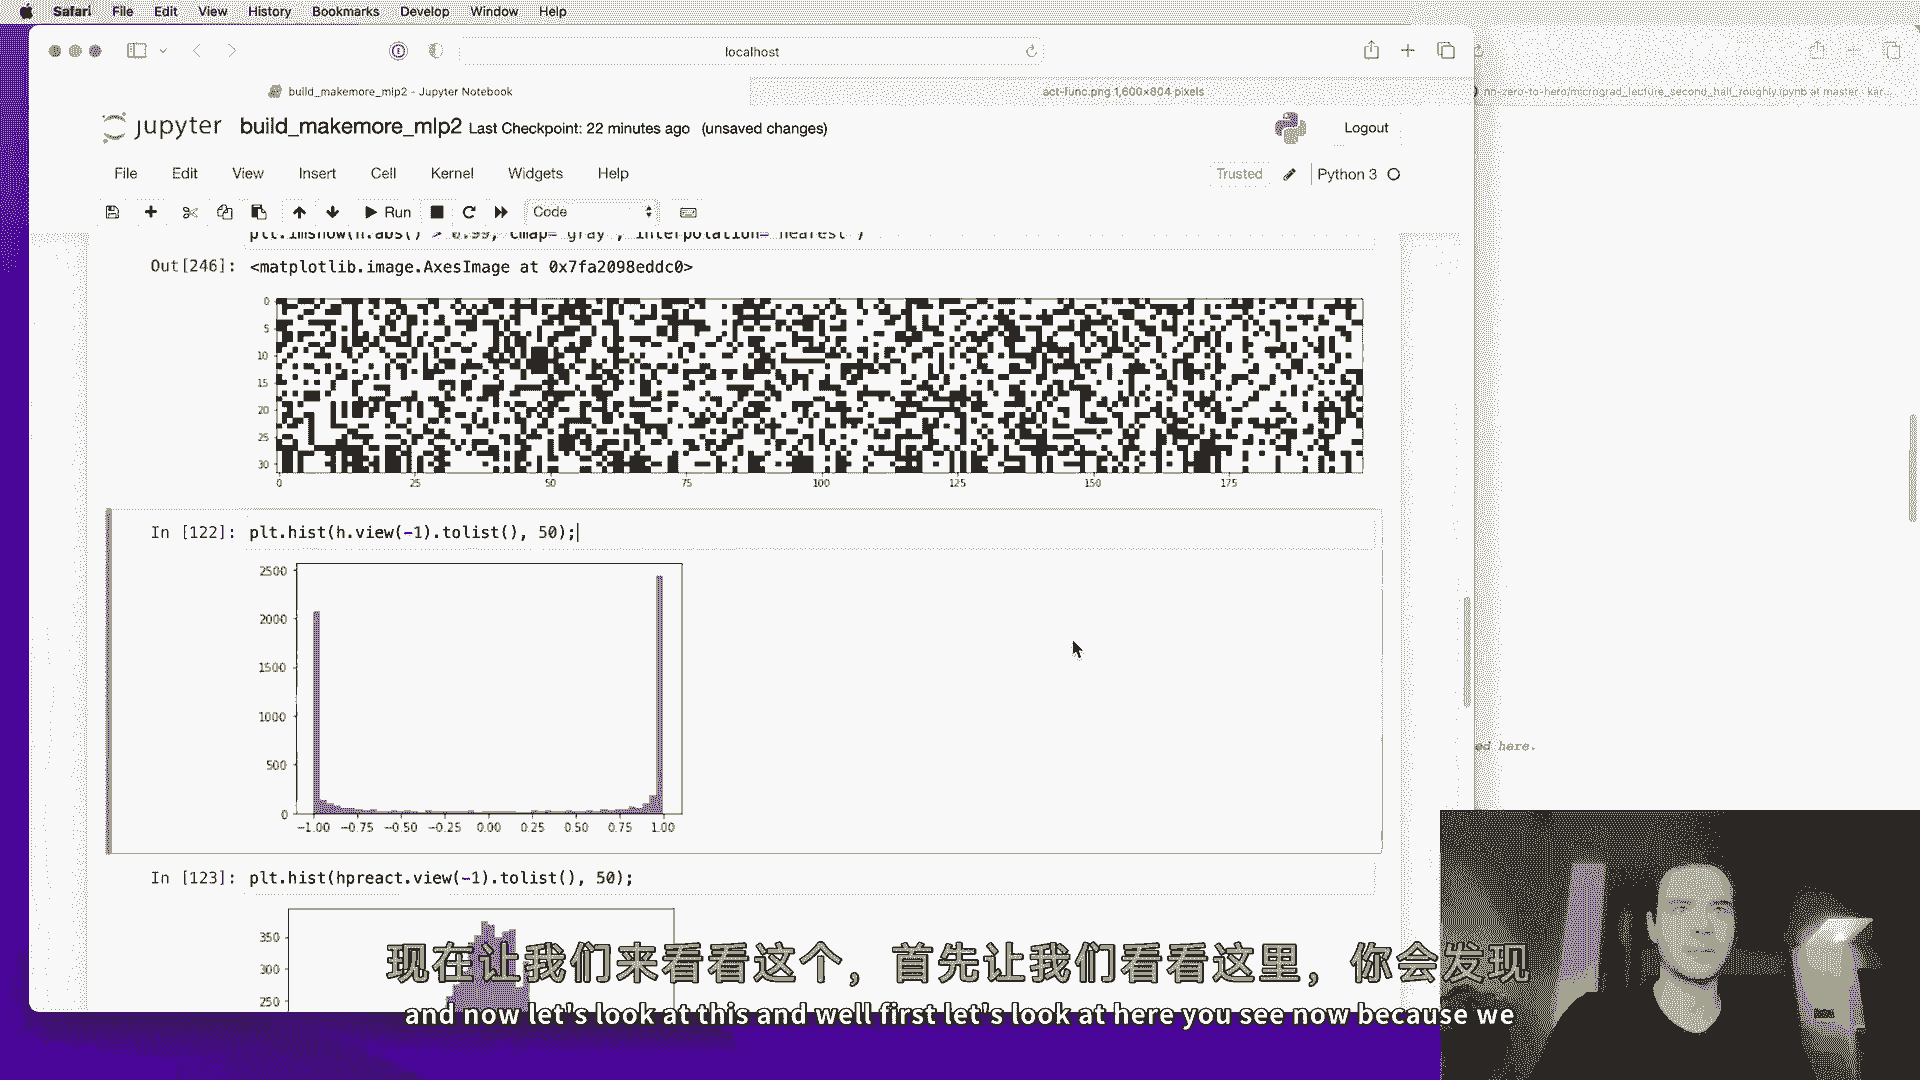 Safari File Edit View History Bookmarks Develop Window Help
localhost
build_makemore_mlp2 - Jupyter Notebook
act-func.png 1,600×804 pixels
nn-zero-to-hero/micrograd_lecture_second_half_roughly.ipynb at master · kar...
jupyter build_makemore_mlp2 Last Checkpoint: 22 minutes ago (unsaved changes)
Logout
File Edit View Insert Cell Kernel Widgets Help
Trusted Python 3
Run Code
plt.imshow(h.abs() > 0.99, cmap='gray', interpolation='nearest')
Out[246]: <matplotlib.image.AxesImage at 0x7fa2098eddc0>
0
5
10
15
20
25
30
0 25 50 75 100 125 150 175
In [122]: plt.hist(h.view(-1).tolist(), 50);
2500
2000
1500
1000
500
0
−1.00 −0.75 −0.50 −0.25 0.00 0.25 0.50 0.75 1.00
ed here.
In [123]: plt.hist(hpreact.view(-1).tolist(), 50);
350
300
250
现在让我们来看看这个，首先让我们看看这里，你会发现
and now let's look at this and well first let's look at here you see now because we